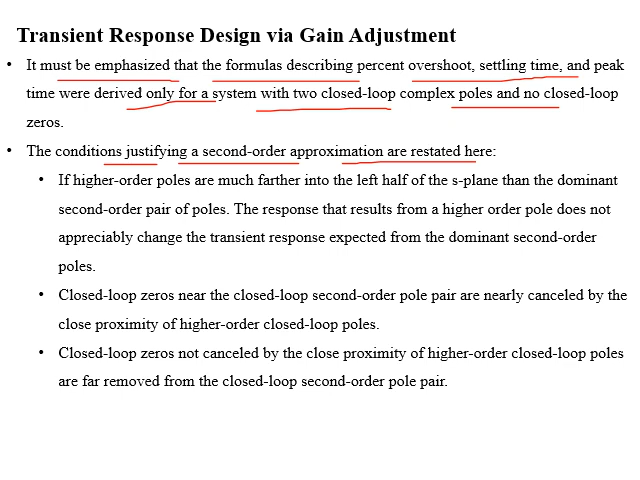 Transient Response Design via Gain Adjustment
• It must be emphasized that the formulas describing percent overshoot, settling time, and peak
time were derived only for a system with two closed-loop complex poles and no closed-loop
zeros.
• The conditions justifying a second-order approximation are restated here:
• If higher-order poles are much farther into the left half of the s-plane than the dominant
second-order pair of poles. The response that results from a higher order pole does not
appreciably change the transient response expected from the dominant second-order
poles.
• Closed-loop zeros near the closed-loop second-order pole pair are nearly canceled by the
close proximity of higher-order closed-loop poles.
• Closed-loop zeros not canceled by the close proximity of higher-order closed-loop poles
are far removed from the closed-loop second-order pole pair.